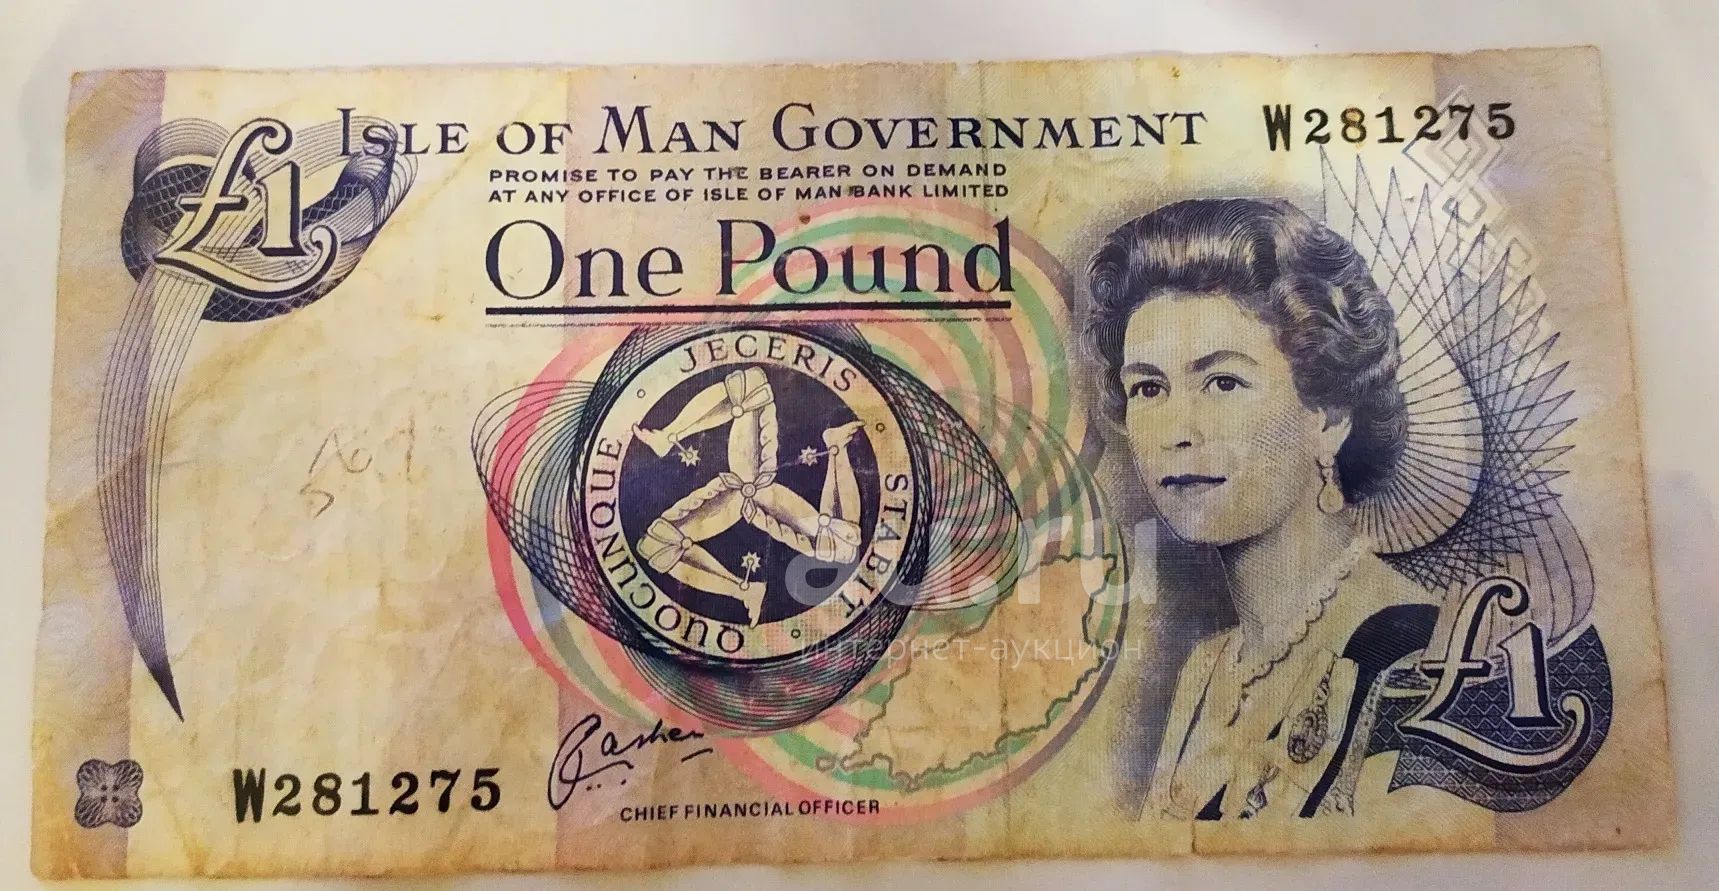 £1
ISLE OF MAN GOVERNMENT
W281275
PROMISE TO PAY THE BEARER ON DEMAND
AT ANY OFFICE OF ISLE OF MAN BANK LIMITED
One Pound
QUOCUNQUE · JECERIS · STABIT ·
au.ru
интернет-аукцион
£1
W281275
CHIEF FINANCIAL OFFICER